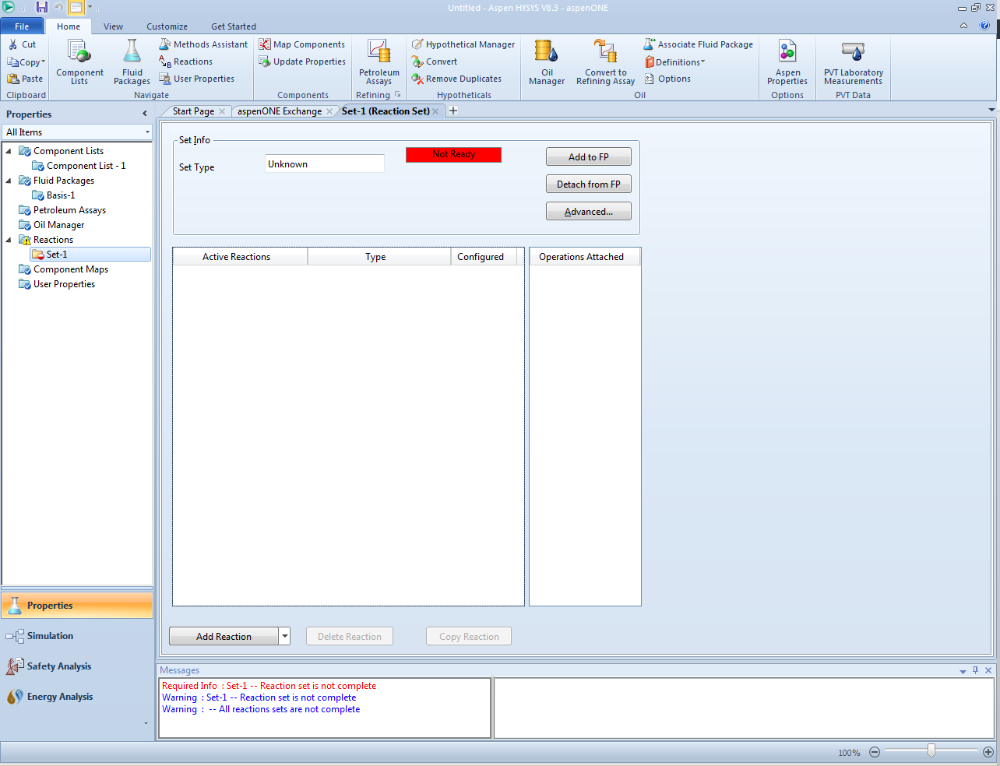 Untitled - Aspen HYSYS V8.3 - aspenONE
File Home View Customize Get Started
Cut
Copy
Paste
Clipboard
Component Lists
Fluid Packages
Methods Assistant
Reactions
User Properties
Navigate
Map Components
Update Properties
Components
Petroleum Assays
Refining
Hypothetical Manager
Convert
Remove Duplicates
Hypotheticals
Oil Manager
Convert to Refining Assay
Associate Fluid Package
Definitions
Options
Oil
Aspen Properties
Options
PVT Laboratory Measurements
PVT Data
Properties
All Items
Component Lists
Component List - 1
Fluid Packages
Basis-1
Petroleum Assays
Oil Manager
Reactions
Set-1
Component Maps
User Properties
Properties
Simulation
Safety Analysis
Energy Analysis
Start Page aspenONE Exchange Set-1 (Reaction Set)
Set Info
Set Type Unknown
Not Ready
Add to FP
Detach from FP
Advanced...
Active Reactions Type Configured Operations Attached
Add Reaction Delete Reaction Copy Reaction
Messages
Required Info : Set-1 -- Reaction set is not complete
Warning : Set-1 -- Reaction set is not complete
Warning : -- All reactions sets are not complete
100%